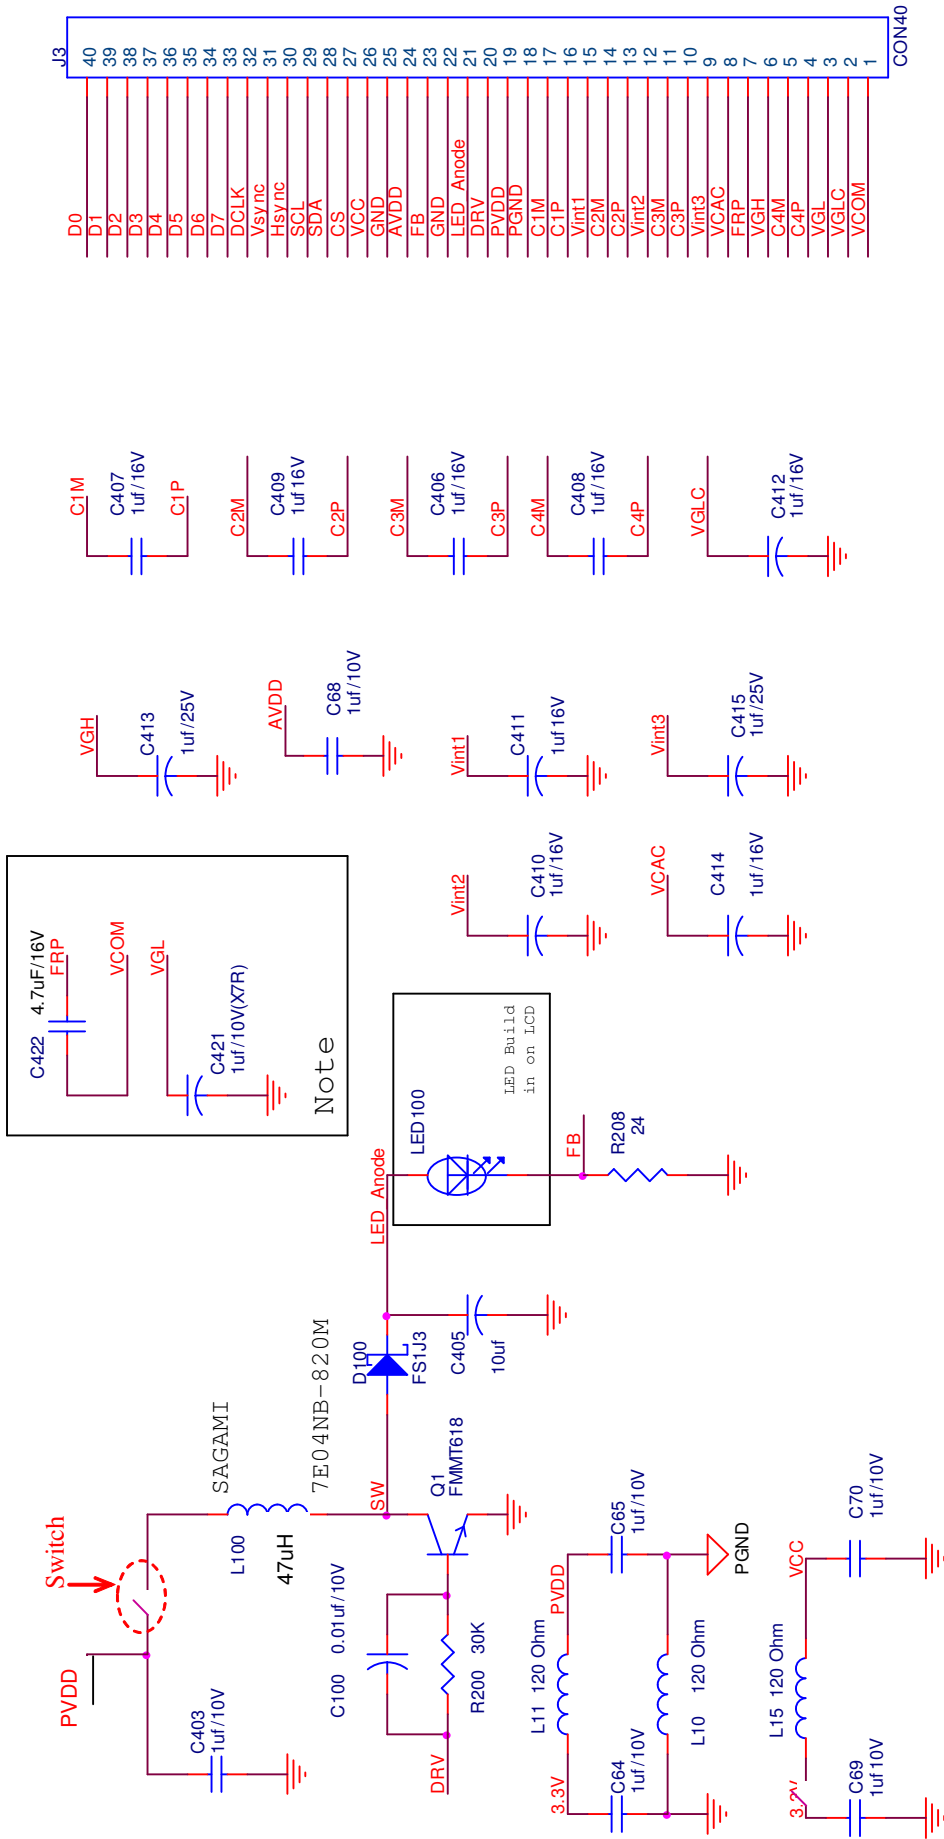 J3
D0 40
D1 39
D2 38
D3 37
D4 36
D5 35
D6 34
D7 33
DCLK 32
Vsync 31
Hsync 30
SCL 29
SDA 28
CS 27
VCC 26
GND 25
AVDD 24
FB 23
GND 22
LED Anode 21
DRV 20
PVDD 19
PGND 18
C1M 17
C1P 16
Vint1 15
C2M 14
C2P 13
Vint2 12
C3M 11
C3P 10
Vint3 9
VCAC 8
FRP 7
VGH 6
C4M 5
C4P 4
VGL 3
VGLC 2
VCOM 1
CON40
C1M
C407
1uf/16V
C1P
C2M
C409
1uf16V
C2P
C3M
C406
1uf/16V
C3P
C4M
C408
1uf/16V
C4P
VGLC
C412
1uf/16V
VGH
C413
1uf/25V
AVDD
C68
1uf/10V
Vint1
C411
1uf16V
Vint3
C415
1uf/25V
Vint2
C410
1uf/16V
VCAC
C414
1uf/16V
C422 4.7uF/16V
FRP
VCOM
VGL
C421
1uf/10V(X7R)
Note
LED Anode
LED100
LED Build
in on LCD
FB
R208
24
Switch
PVDD
C403
1uf/10V
SAGAMI
L100
47uH
7E04NB-820M
SW
D100
FS1J3
C405
10uf
Q1
FMMT618
C100 0.01uf/10V
R200 30K
DRV
3.3V
L11 120 Ohm
PVDD
C64
1uf/10V
C65
1uf/10V
L10 120 Ohm
PGND
L15 120 Ohm
VCC
C69
1uf10V
C70
1uf/10V